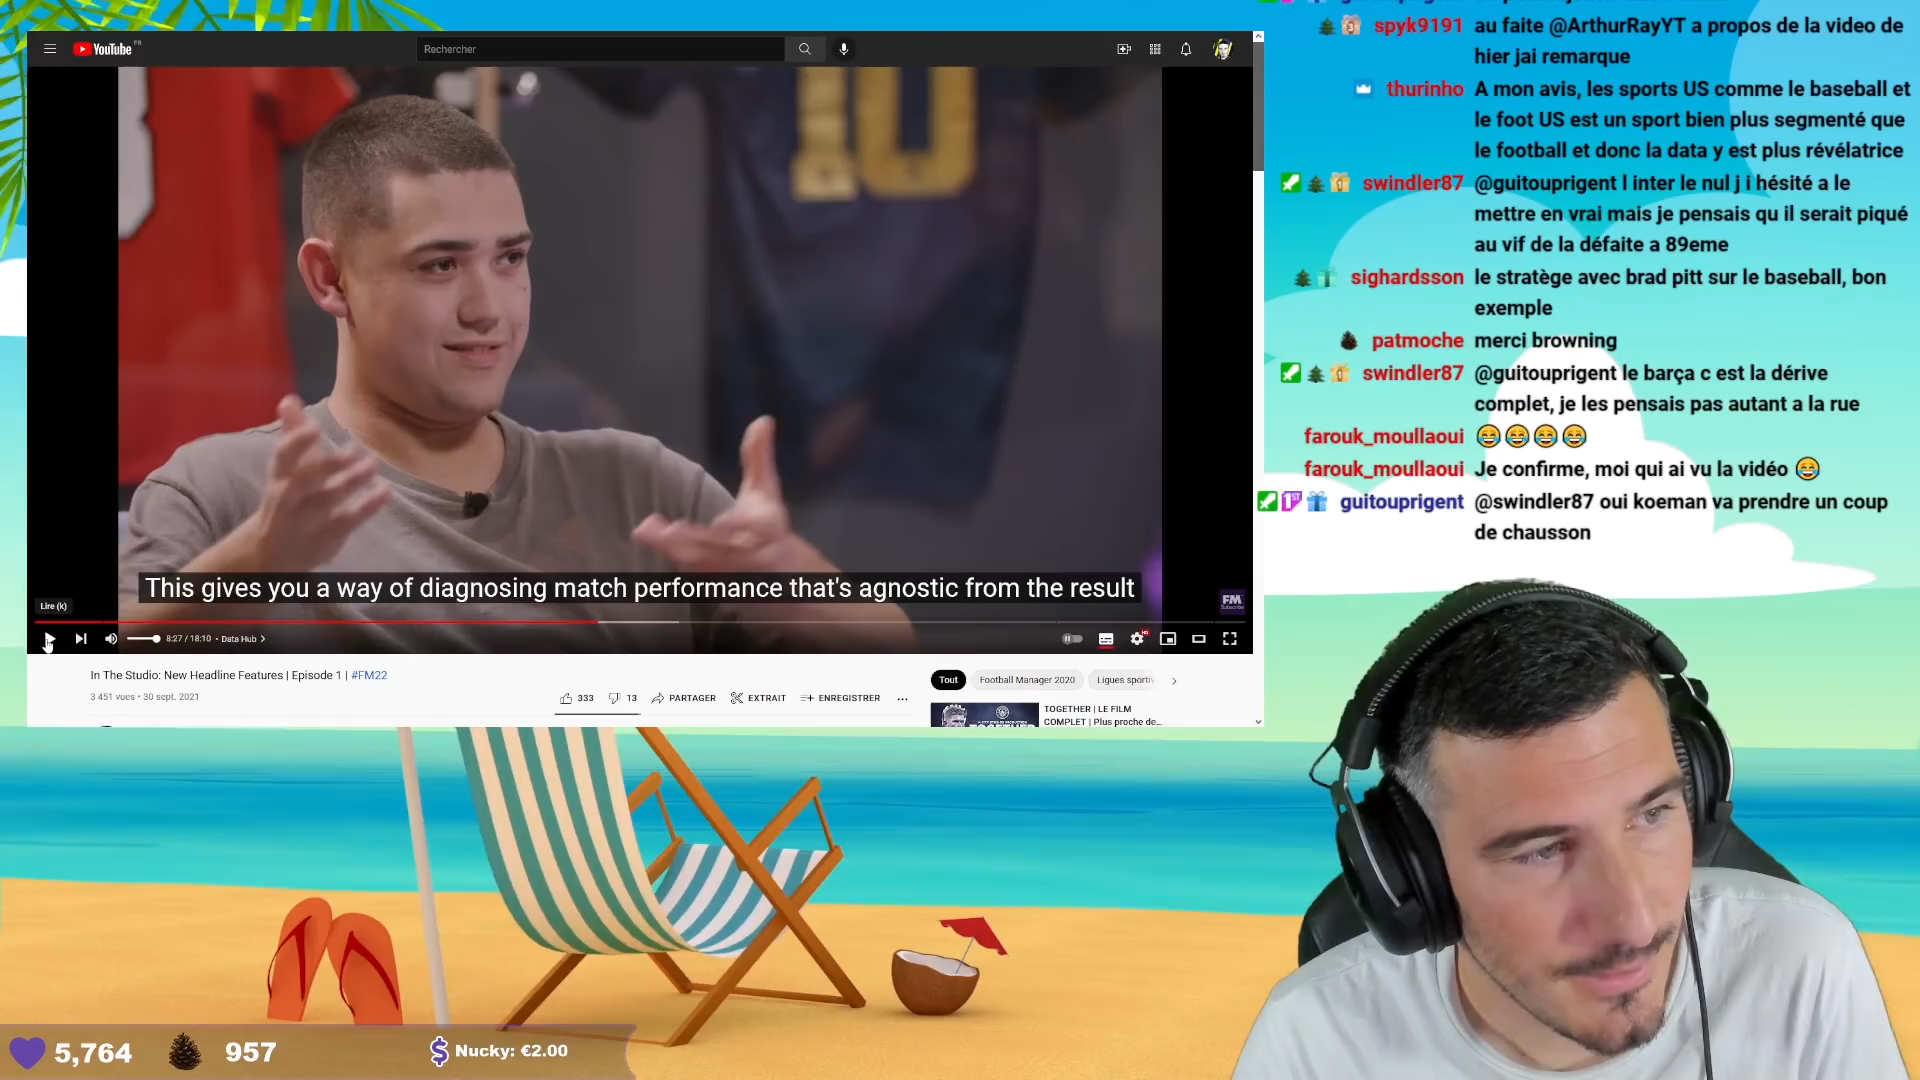 YouTube FR
Rechercher
10
This gives you a way of diagnosing match performance that's agnostic from the result
FM
Subscribe
Lire (k)
8:27 / 18:10 • Data Hub
HD
In The Studio: New Headline Features | Episode 1 | #FM22
3 451 vues • 30 sept. 2021
333
13
PARTAGER
EXTRAIT
ENREGISTRER
...
Tout
Football Manager 2020
Ligues sportiv
TOGETHER | LE FILM
COMPLET | Plus proche de...
spyk9191 au faite @ArthurRayYT a propos de la video de
hier jai remarque
thurinho A mon avis, les sports US comme le baseball et
le foot US est un sport bien plus segmenté que
le football et donc la data y est plus révélatrice
swindler87 @guitouprigent l inter le nul j i hésité a le
mettre en vrai mais je pensais qu il serait piqué
au vif de la défaite a 89eme
sighardsson le stratège avec brad pitt sur le baseball, bon
exemple
patmoche merci browning
swindler87 @guitouprigent le barça c est la dérive
complet, je les pensais pas autant a la rue
farouk_moullaoui 😂😂😂😂
farouk_moullaoui Je confirme, moi qui ai vu la vidéo 😂
1ST guitouprigent @swindler87 oui koeman va prendre un coup
de chausson
5,764
957
$ Nucky: €2.00